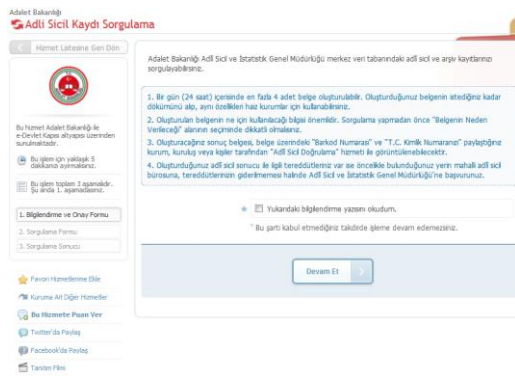 Adalet Bakanlığı
Adli Sicil Kaydı Sorgulama
Hizmet Listesine Geri Dön
Bu hizmet Adalet Bakanlığı ile
e-Devlet Kapısı altyapısı üzerinden
sunulmaktadır.
Bu işlem için yaklaşık 5
dakikanızı ayırmalısınız.
Bu işlem toplam 3 aşamalıdır.
Şu anda 1. aşamadasınız.
1. Bilgilendirme ve Onay Formu
2. Sorgulama Formu
3. Sorgulama Sonucu
Favori Hizmetlerime Ekle
Kuruma Ait Diğer Hizmetler
Bu Hizmete Puan Ver
Twitter'da Paylaş
Facebook'da Paylaş
Tanıtım Filmi
Adalet Bakanlığı Adli Sicil ve İstatistik Genel Müdürlüğü merkez veri tabanındaki adli sicil ve arşiv kayıtlarınızı
sorgulayabilirsiniz.
1. Bir gün (24 saat) içerisinde en fazla 4 adet belge oluşturulabilir. Oluşturduğunuz belgenin istediğiniz kadar
dökümünü alıp, aynı özellikleri haiz kurumlar için kullanabilirsiniz.
2. Oluşturulan belgenin ne için kullanılacağı bilgisi önemlidir. Sorgulama yapmadan önce "Belgenin Neden
Verileceği" alanının seçiminde dikkatli olmalısınız.
3. Oluşturacağınız sonuç belgesi, belge üzerindeki "Barkod Numarası" ve "T.C. Kimlik Numaranızı" paylaştığınız
kurum, kuruluş veya kişiler tarafından "Adli Sicil Doğrulama" hizmeti ile görüntülenebilecektir.
4. Oluşturduğunuz adlî sicil sonucu ile ilgili tereddütleriniz var ise öncelikle bulunduğunuz yerin mahalli adlî sicil
bürosuna, tereddütlerinizin giderilmemesi halinde Adlî Sicil ve İstatistik Genel Müdürlüğü'ne başvurunuz.
* Yukarıdaki bilgilendirme yazısını okudum.
* Bu şartı kabul etmediğiniz takdirde işleme devam edemezsiniz.
Devam Et